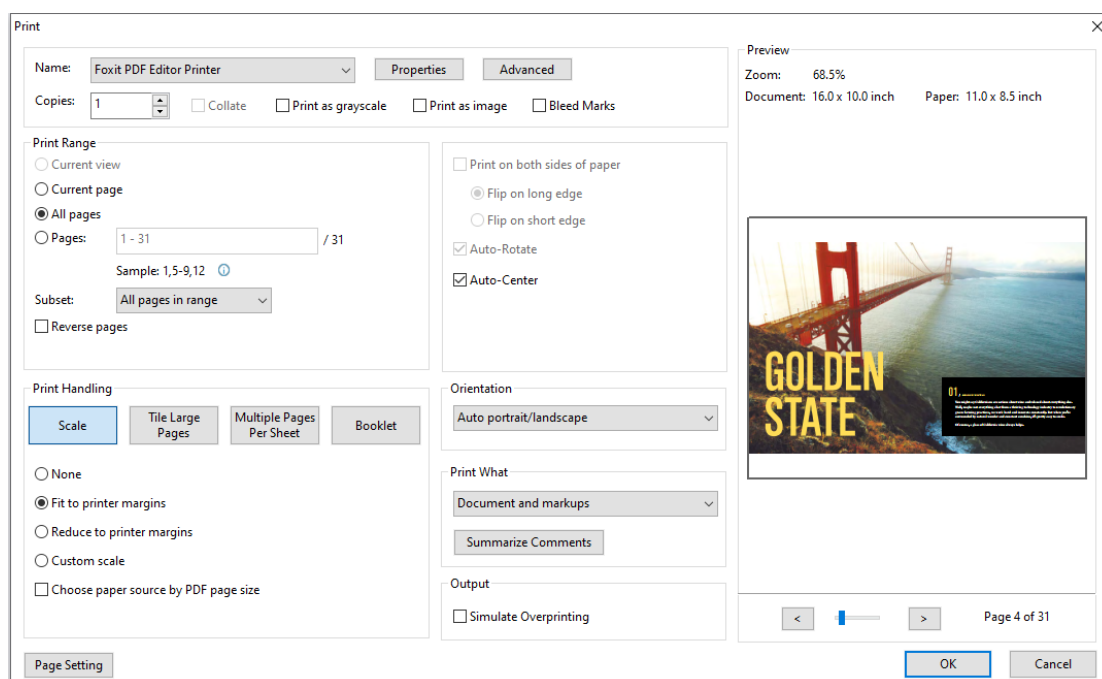 Print
Name: Foxit PDF Editor Printer Properties Advanced
Copies: 1 Collate Print as grayscale Print as image Bleed Marks
Print Range
Current view
Current page
All pages
Pages: 1 - 31 / 31
Sample: 1,5-9,12
Subset: All pages in range
Reverse pages
Print on both sides of paper
Flip on long edge
Flip on short edge
Auto-Rotate
Auto-Center
Print Handling
Scale Tile Large Pages Multiple Pages Per Sheet Booklet
None
Fit to printer margins
Reduce to printer margins
Custom scale
Choose paper source by PDF page size
Orientation
Auto portrait/landscape
Print What
Document and markups
Summarize Comments
Output
Simulate Overprinting
Preview
Zoom: 68.5%
Document: 16.0 x 10.0 inch Paper: 11.0 x 8.5 inch
GOLDEN
STATE
01
< > Page 4 of 31
Page Setting OK Cancel